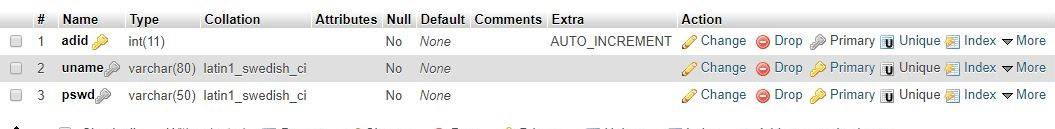 # Name Type Collation Attributes Null Default Comments Extra Action
1 adid int(11) No None AUTO_INCREMENT Change Drop Primary Unique Index More
2 uname varchar(80) latin1_swedish_ci No None Change Drop Primary Unique Index More
3 pswd varchar(50) latin1_swedish_ci No None Change Drop Primary Unique Index More